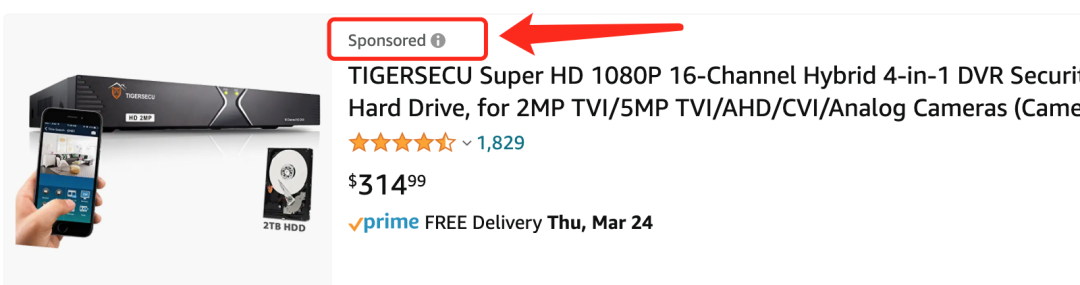 Sponsored
TIGERSECU Super HD 1080P 16-Channel Hybrid 4-in-1 DVR Securit
Hard Drive, for 2MP TVI/5MP TVI/AHD/CVI/Analog Cameras (Came
1,829
$314.99
prime FREE Delivery Thu, Mar 24
TIGERSECU
HD 2MP
2TB HDD